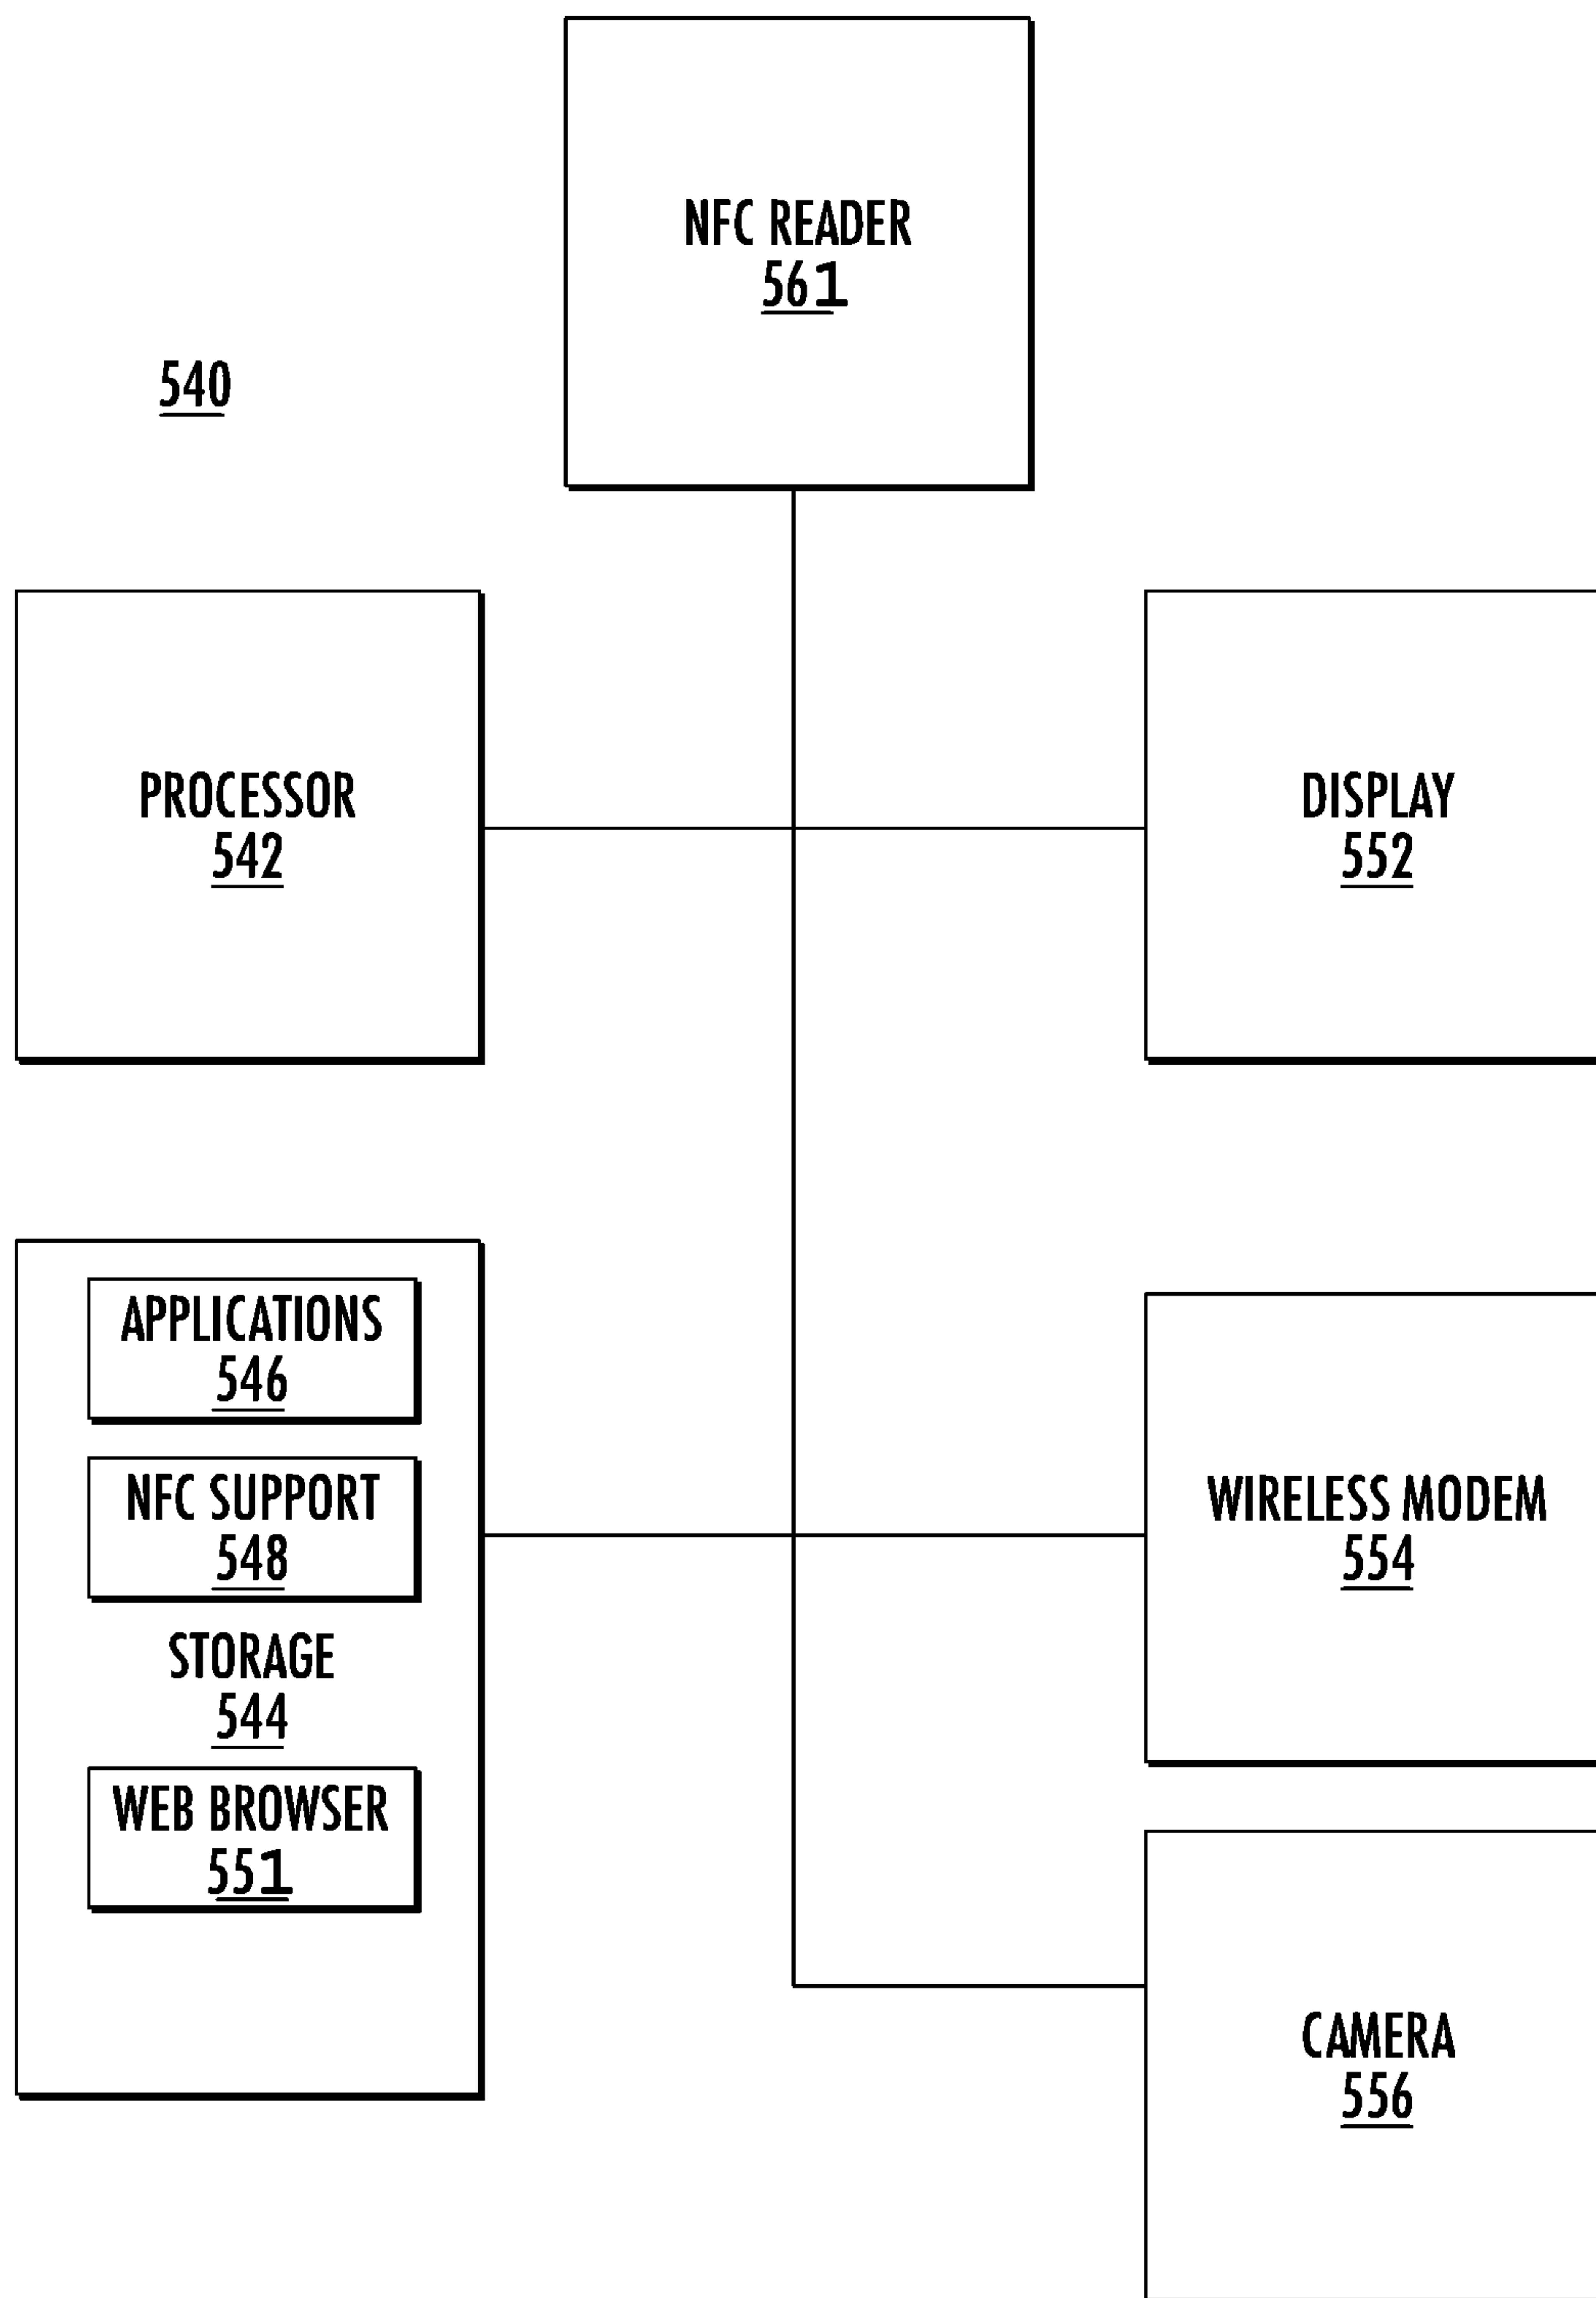 NFC READER
561
540
PROCESSOR
542
DISPLAY
552
APPLICATIONS
546
NFC SUPPORT
548
STORAGE
544
WEB BROWSER
551
WIRELESS MODEM
554
CAMERA
556